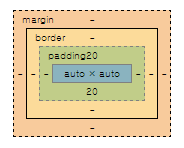 margin -
border -
padding20
- - - auto × auto - - -
20
-
-